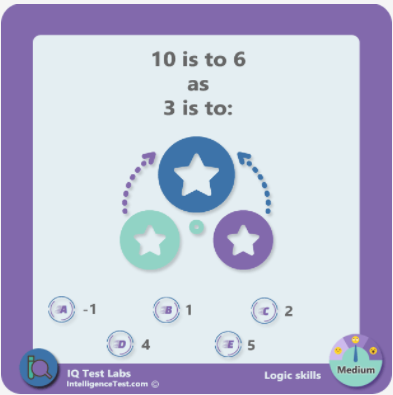 10 is to 6
as
3 is to:
A -1
B 1
C 2
D 4
E 5
IQ Test Labs
IntelligenceTest.com ©
Logic skills
Medium